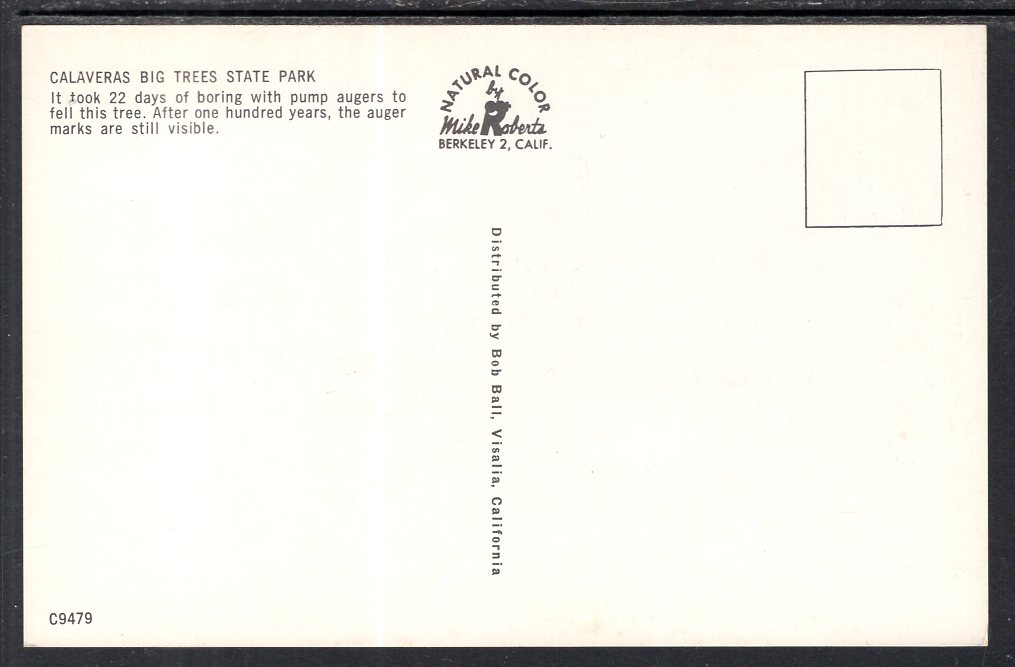 CALAVERAS BIG TREES STATE PARK
It took 22 days of boring with pump augers to
fell this tree. After one hundred years, the auger
marks are still visible.
NATURAL COLOR
by
Mike Roberts
BERKELEY 2, CALIF.
Distributed by Bob Ball, Visalia, California
C9479